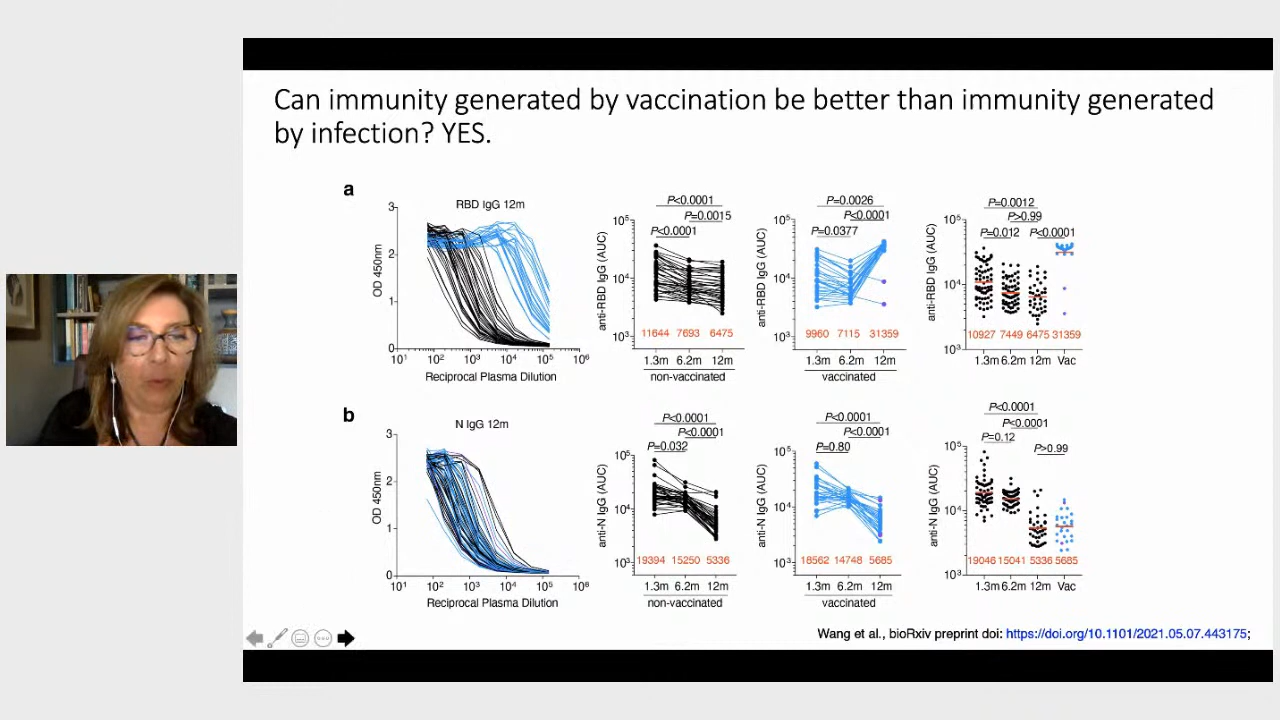 Can immunity generated by vaccination be better than immunity generated
by infection? YES.
a
RBD IgG 12m
OD 450nm
3
2
1
0
10¹ 10² 10³ 10⁴ 10⁵ 10⁶
Reciprocal Plasma Dilution
P<0.0001
P=0.0015
P<0.0001
anti-RBD IgG (AUC)
10⁵
10⁴
10³
11644 7693 6475
1.3m 6.2m 12m
non-vaccinated
P=0.0026
P<0.0001
P=0.0377
anti-RBD IgG (AUC)
10⁵
10⁴
10³
9960 7115 31359
1.3m 6.2m 12m
vaccinated
P=0.0012
P>0.99
P=0.012 P<0.0001
anti-RBD IgG (AUC)
10⁵
10⁴
10³
10927 7449 6475 31359
1.3m 6.2m 12m Vac
b
N IgG 12m
OD 450nm
3
2
1
0
10¹ 10² 10³ 10⁴ 10⁵ 10⁶
Reciprocal Plasma Dilution
P<0.0001
P<0.0001
P=0.032
anti-N IgG (AUC)
10⁵
10⁴
10³
19394 15250 5336
1.3m 6.2m 12m
non-vaccinated
P<0.0001
P<0.0001
P=0.80
anti-N IgG (AUC)
10⁵
10⁴
10³
18562 14748 5685
1.3m 6.2m 12m
vaccinated
P<0.0001
P<0.0001
P=0.12
P>0.99
anti-N IgG (AUC)
10⁵
10⁴
10³
19046 15041 5336 5685
1.3m 6.2m 12m Vac
Wang et al., bioRxiv preprint doi: https://doi.org/10.1101/2021.05.07.443175;